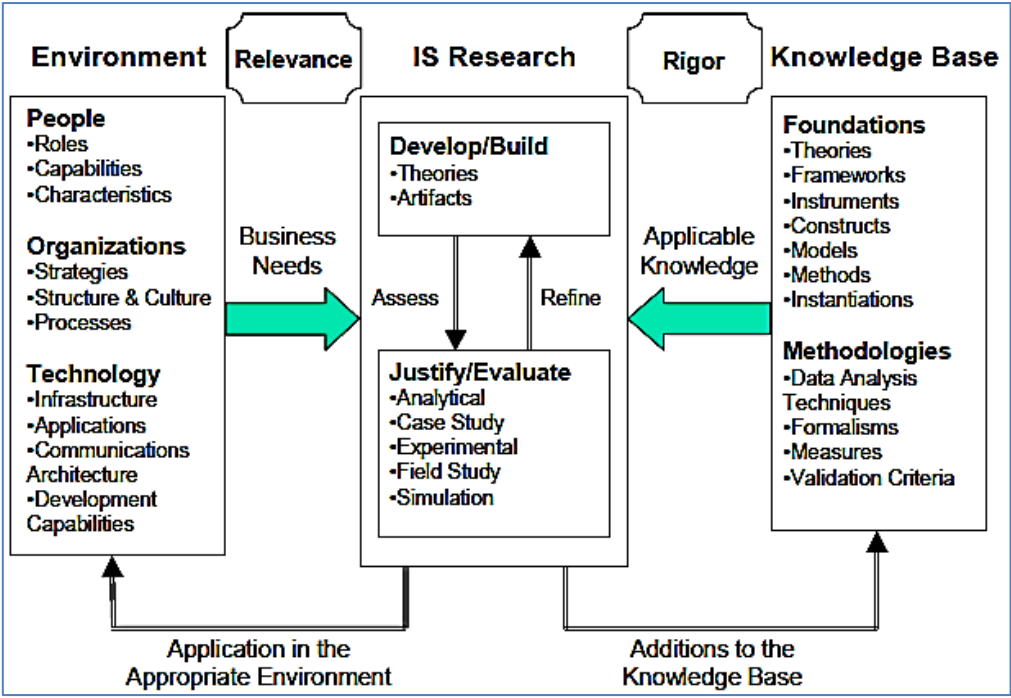 Environment
Relevance
IS Research
Rigor
Knowledge Base
People
•Roles
•Capabilities
•Characteristics
Organizations
•Strategies
•Structure & Culture
•Processes
Technology
•Infrastructure
•Applications
•Communications
Architecture
•Development
Capabilities
Business
Needs
Develop/Build
•Theories
•Artifacts
Assess
Refine
Justify/Evaluate
•Analytical
•Case Study
•Experimental
•Field Study
•Simulation
Applicable
Knowledge
Foundations
•Theories
•Frameworks
•Instruments
•Constructs
•Models
•Methods
•Instantiations
Methodologies
•Data Analysis
Techniques
•Formalisms
•Measures
•Validation Criteria
Application in the
Appropriate Environment
Additions to the
Knowledge Base